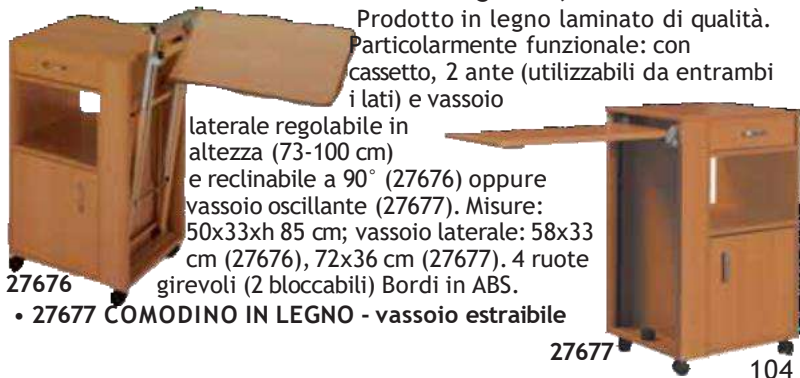 Prodotto in legno laminato di qualità.
Particolarmente funzionale: con
cassetto, 2 ante (utilizzabili da entrambi
i lati) e vassoio
laterale regolabile in
altezza (73-100 cm)
e reclinabile a 90° (27676) oppure
vassoio oscillante (27677). Misure:
50x33xh 85 cm; vassoio laterale: 58x33
cm (27676), 72x36 cm (27677). 4 ruote
27676 girevoli (2 bloccabili) Bordi in ABS.
• 27677 COMODINO IN LEGNO - vassoio estraibile
27677
104